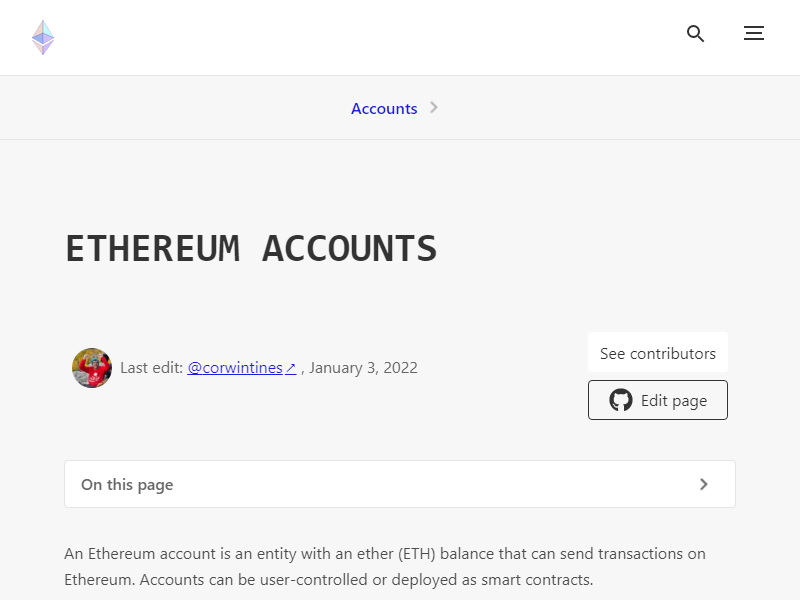 Accounts
ETHEREUM ACCOUNTS
Last edit: @corwintines↗ , January 3, 2022
See contributors
Edit page
On this page
An Ethereum account is an entity with an ether (ETH) balance that can send transactions on
Ethereum. Accounts can be user-controlled or deployed as smart contracts.